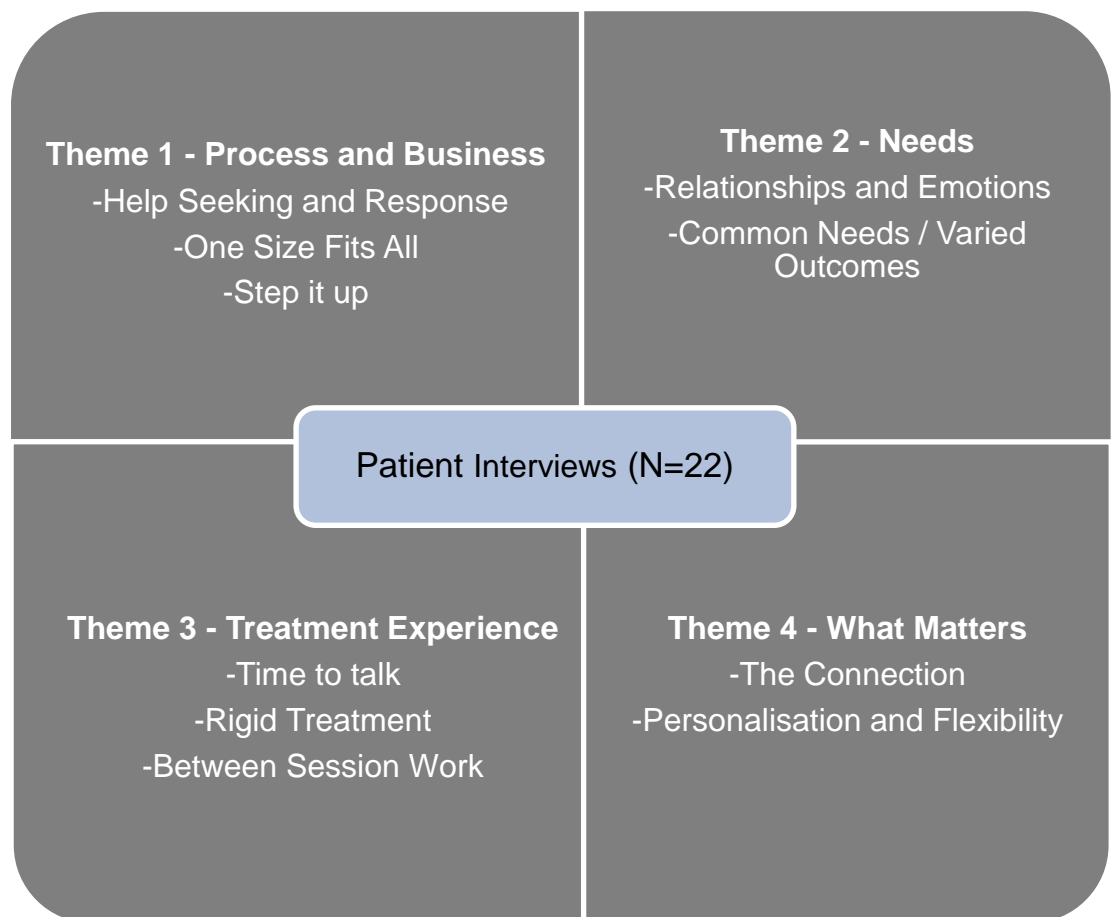 Theme 1 - Process and Business
-Help Seeking and Response
-One Size Fits All
-Step it up
Theme 2 - Needs
-Relationships and Emotions
-Common Needs / Varied
Outcomes
Patient Interviews (N=22)
Theme 3 - Treatment Experience
-Time to talk
-Rigid Treatment
-Between Session Work
Theme 4 - What Matters
-The Connection
-Personalisation and Flexibility